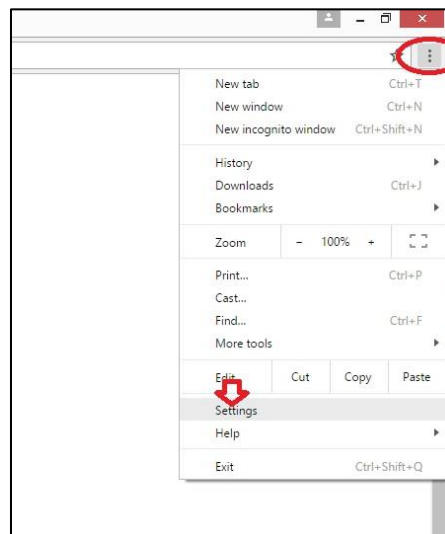 New tab Ctrl+T
New window Ctrl+N
New incognito window Ctrl+Shift+N
History
Downloads Ctrl+J
Bookmarks
Zoom - 100% +
Print... Ctrl+P
Cast...
Find... Ctrl+F
More tools
Edit Cut Copy Paste
Settings
Help
Exit Ctrl+Shift+Q